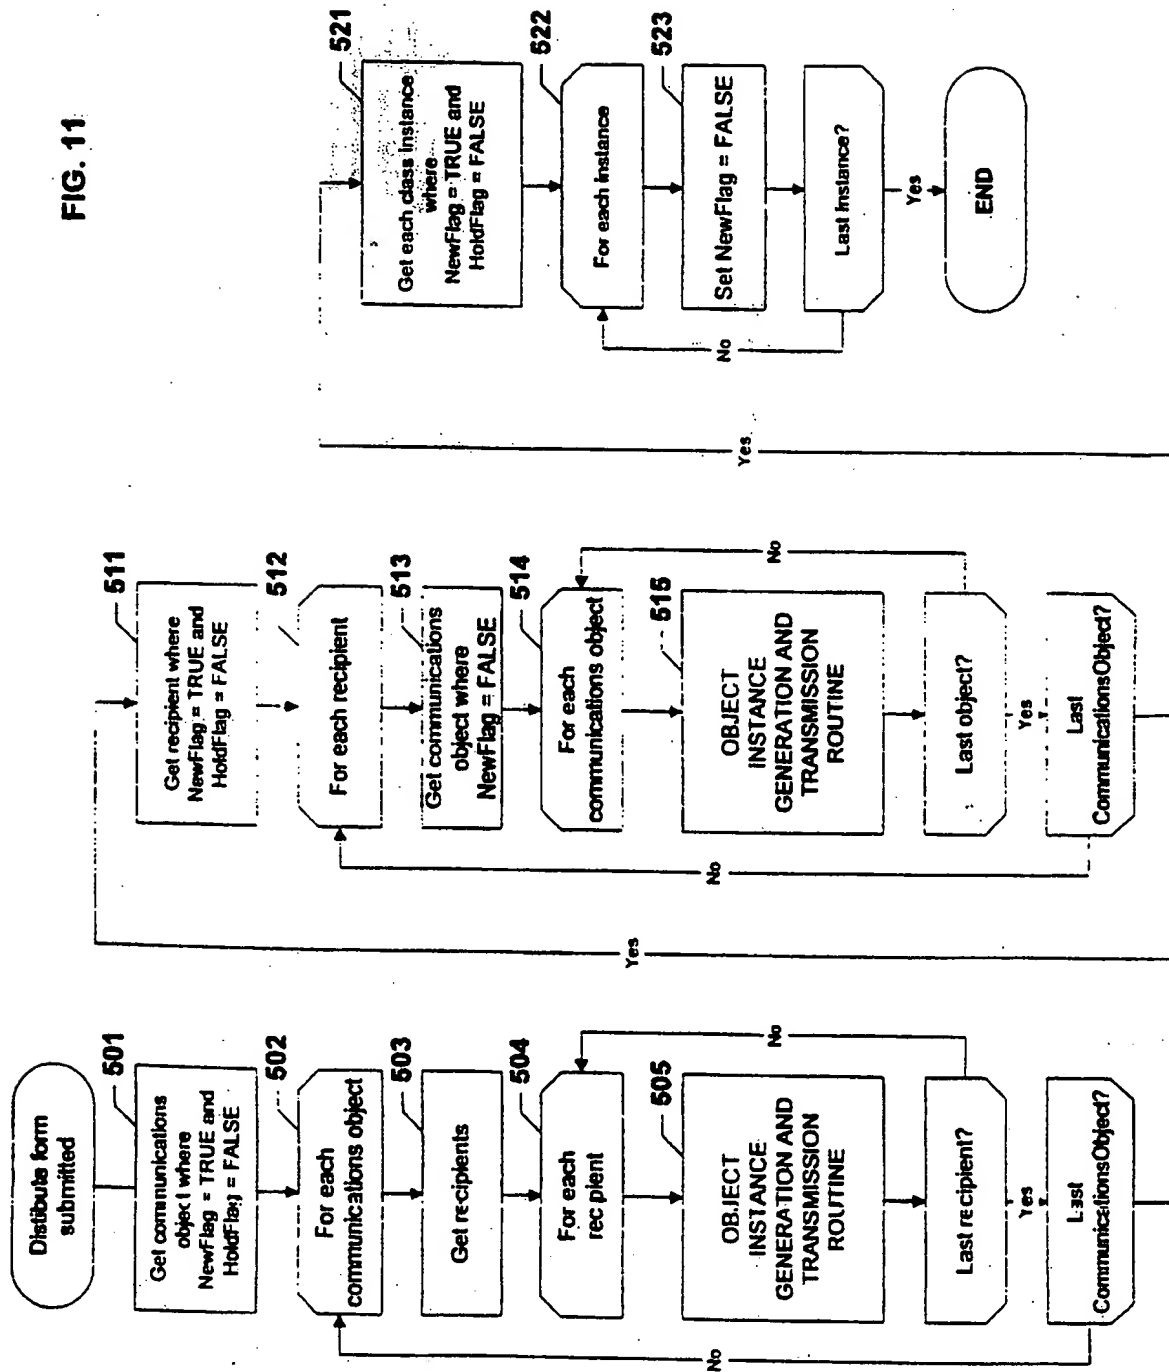 FIG. 11
Distibute form
submitted
501
Get communications
object where
NewFlag = TRUE and
HoldFlag = FALSE
502
For each
communications object
503
Get recipients
504
For each
recipient
505
OBJECT
INSTANCE
GENERATION AND
TRANSMISSION
ROUTINE
Last recipient?
No
Yes
Last
CommunicationsObject?
No
Yes
511
Get recipient where
NewFlag = TRUE and
HoldFlag = FALSE
512
For each recipient
513
Get communications
object where
NewFlag = FALSE
514
For each
communications object
515
OBJECT
INSTANCE
GENERATION AND
TRANSMISSION
ROUTINE
Last object?
No
Yes
Last
CommunicationsObject?
No
Yes
521
Get each class instance
where
NewFlag = TRUE and
HoldFlag = FALSE
522
For each instance
523
Set NewFlag = FALSE
Last Instance?
No
Yes
END